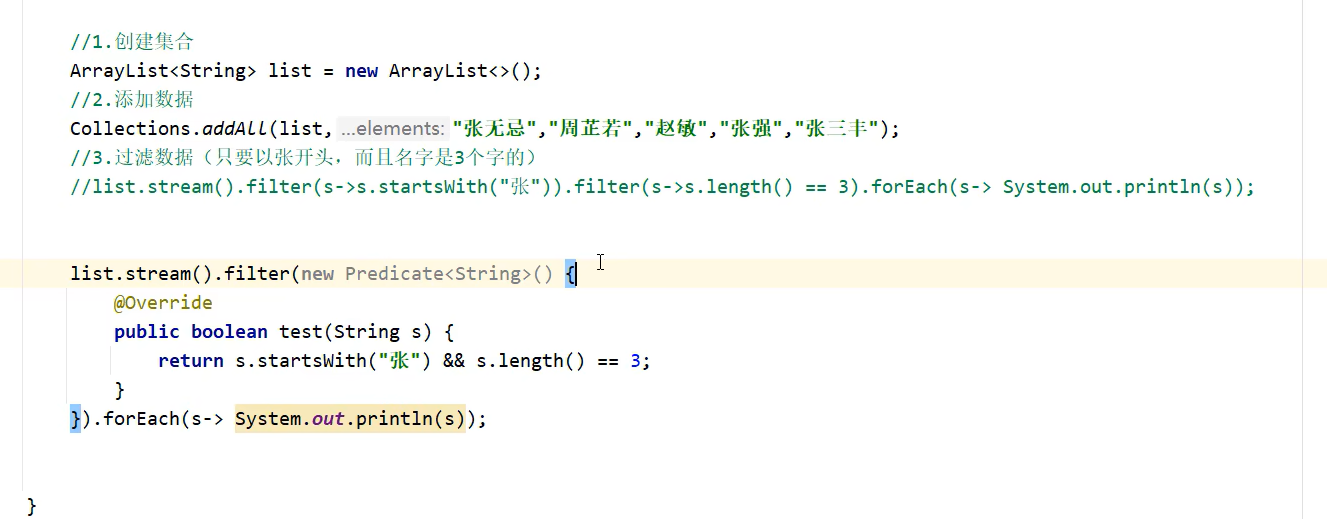 //1.创建集合
ArrayList<String> list = new ArrayList<>();
//2.添加数据
Collections.addAll(list, ...elements: "张无忌","周芷若","赵敏","张强","张三丰");
//3.过滤数据（只要以张开头，而且名字是3个字的）
//list.stream().filter(s->s.startsWith("张")).filter(s->s.length() == 3).forEach(s-> System.out.println(s));
list.stream().filter(new Predicate<String>() {
@Override
public boolean test(String s) {
return s.startsWith("张") && s.length() == 3;
}
}).forEach(s-> System.out.println(s));
}